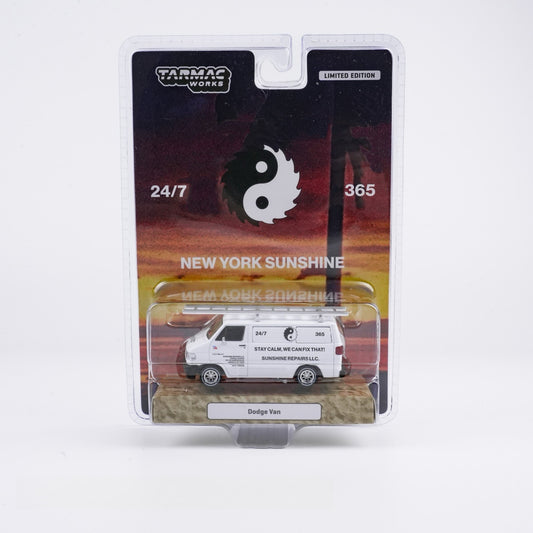 TARMAC
WORKS
LIMITED EDITION
24/7
365
NEW YORK SUNSHINE
NEW YORK SUNSHINE
24/7
365
STAY CALM, WE CAN FIX THAT!
SUNSHINE REPAIRS LLC.
Dodge Van